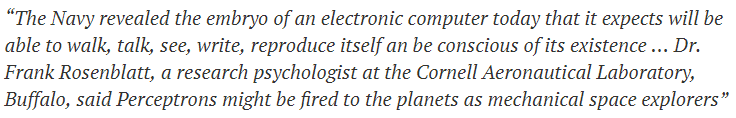 “The Navy revealed the embryo of an electronic computer today that it expects will be
able to walk, talk, see, write, reproduce itself an be conscious of its existence … Dr.
Frank Rosenblatt, a research psychologist at the Cornell Aeronautical Laboratory,
Buffalo, said Perceptrons might be fired to the planets as mechanical space explorers”